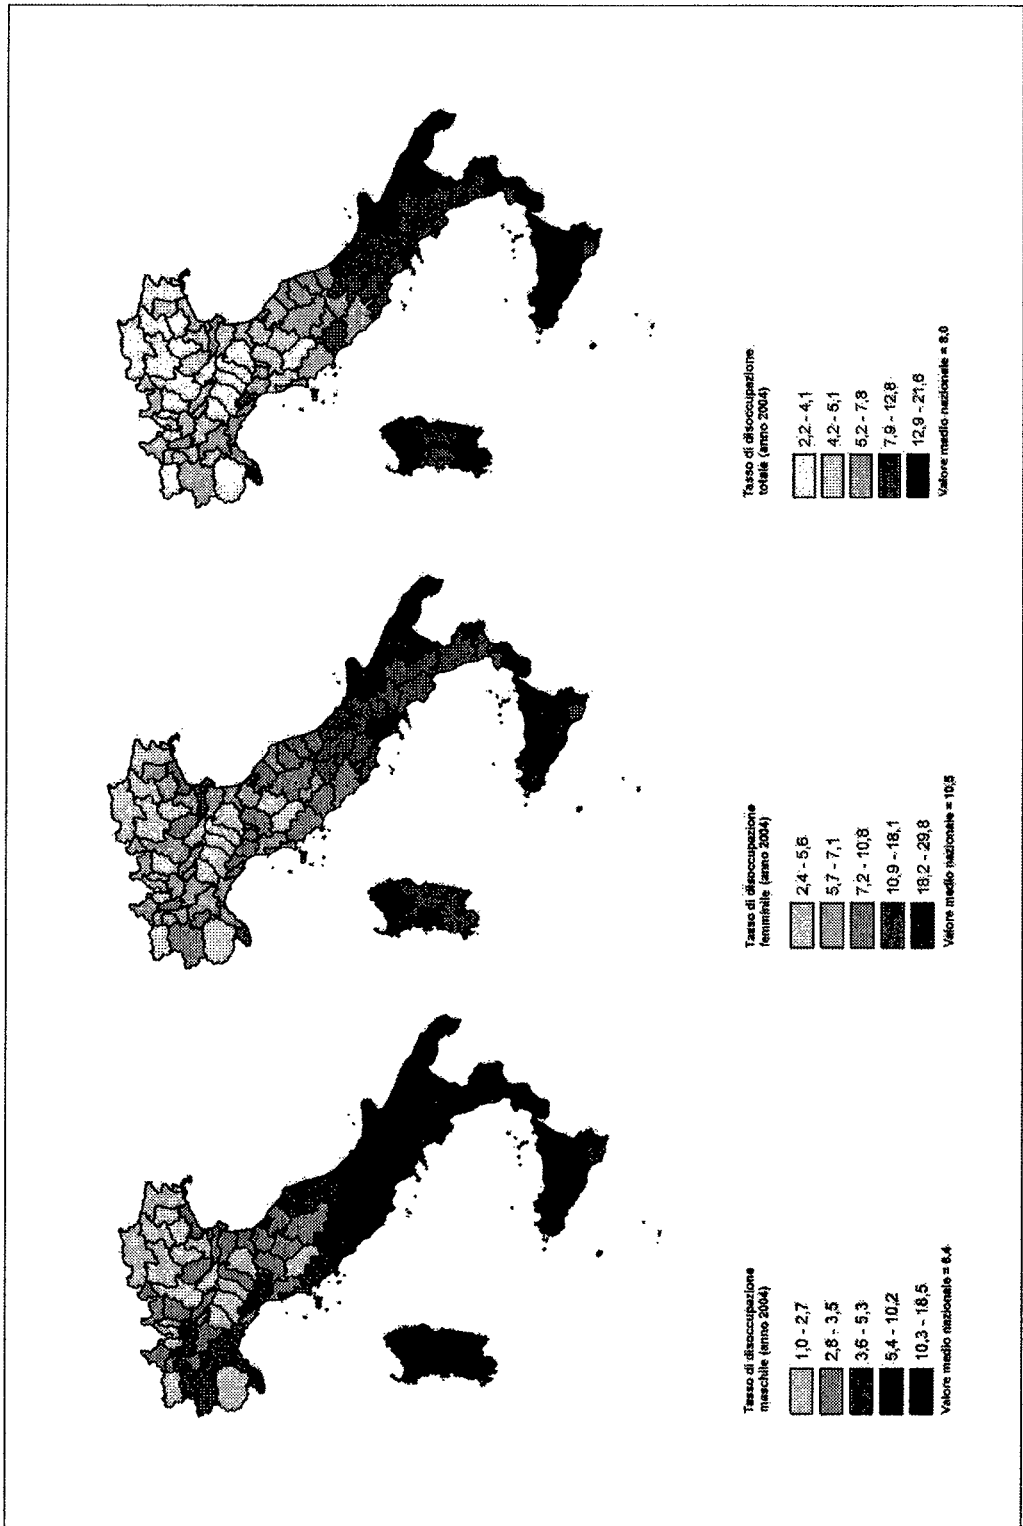 Tasso di disoccupazione
totale (anno 2004)
2,2 - 4,1
4,2 - 5,1
5,2 - 7,8
7,9 - 12,8
12,9 - 21,6
Valore medio nazionale = 8,0
Tasso di disoccupazione
femminile (anno 2004)
2,4 - 5,6
5,7 - 7,1
7,2 - 10,8
10,9 - 18,1
18,2 - 29,8
Valore medio nazionale = 10,5
Tasso di disoccupazione
maschile (anno 2004)
1,0 - 2,7
2,8 - 3,5
3,6 - 5,3
5,4 - 10,2
10,3 - 18,5
Valore medio nazionale = 6,4